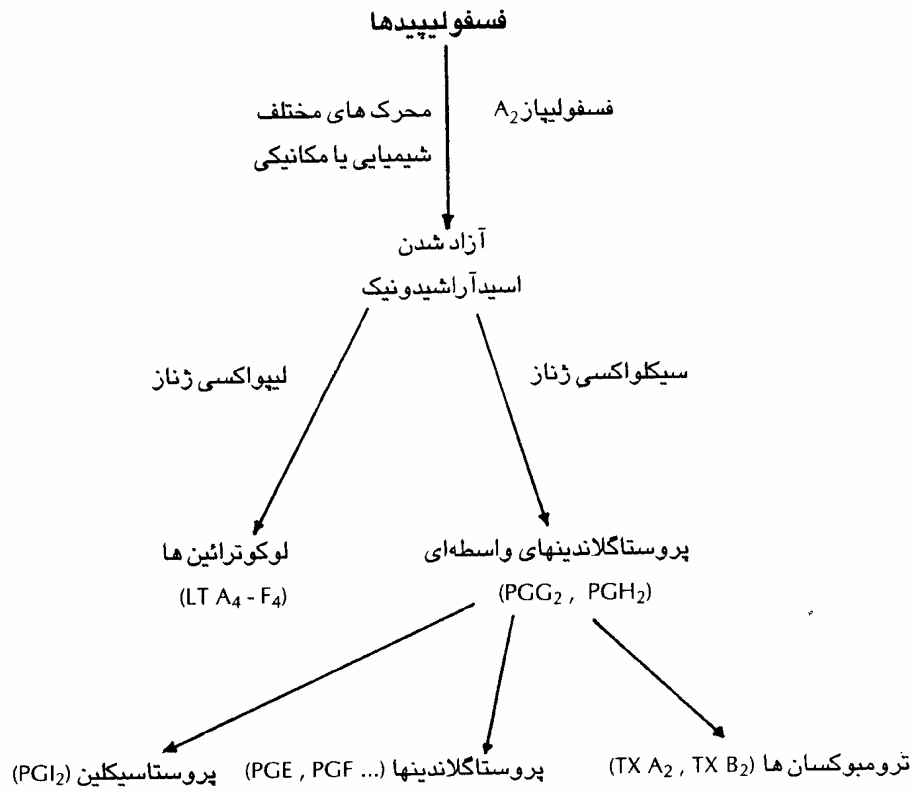 فسفولیپیدها
فسفولیپاز A₂
محرک های مختلف
شیمیایی یا مکانیکی
آزاد شدن
اسیدآراشیدونیک
سیکلواکسی ژناز
لیپواکسی ژناز
پروستاگلاندینهای واسطه‌ای
(PGG₂ , PGH₂)
لوکوترائین ها
(LT A₄ - F₄)
ترومبوکسان ها (TX A₂ , TX B₂)
پروستاگلاندینها (PGE , PGF ...)
پروستاسیکلین (PGI₂)